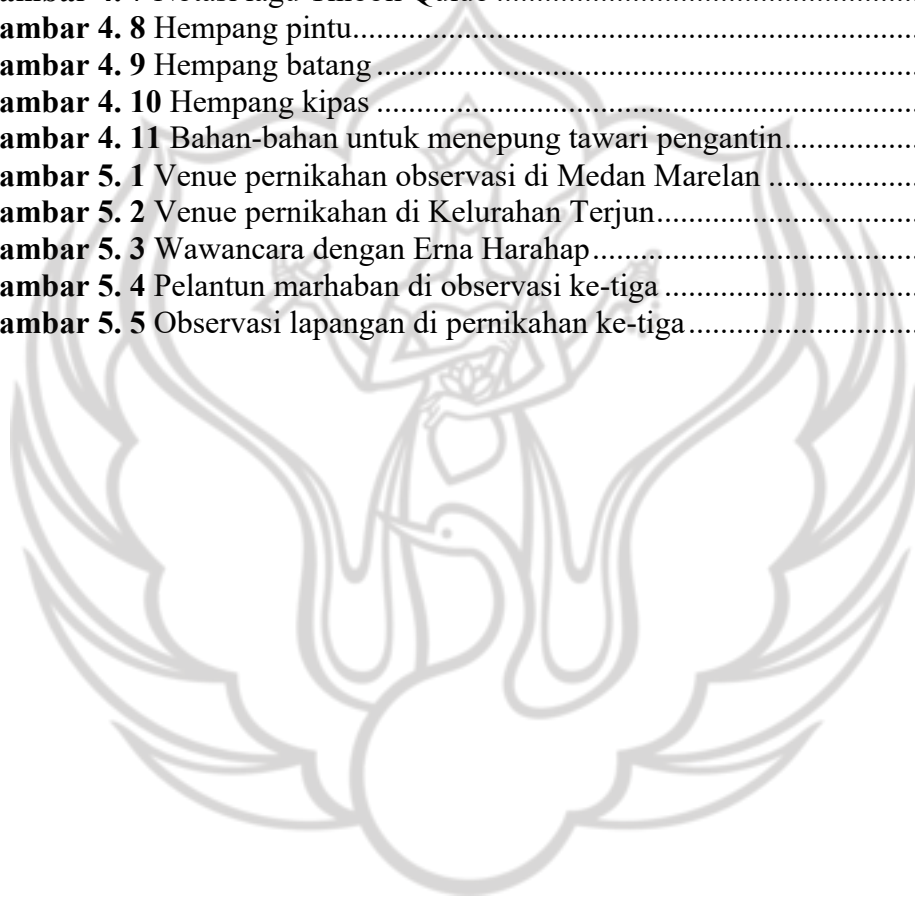 ambar 4. 8 Hempang pintu....................................................................
ambar 4. 9 Hempang batang.................................................................
ambar 4. 10 Hempang kipas.................................................................
ambar 4. 11 Bahan-bahan untuk menepung tawari pengantin................
ambar 5. 1 Venue pernikahan observasi di Medan Marelan..................
ambar 5. 2 Venue pernikahan di Kelurahan Terjun................................
ambar 5. 3 Wawancara dengan Erna Harahap........................................
ambar 5. 4 Pelantun marhaban di observasi ke-tiga...............................
ambar 5. 5 Observasi lapangan di pernikahan ke-tiga............................